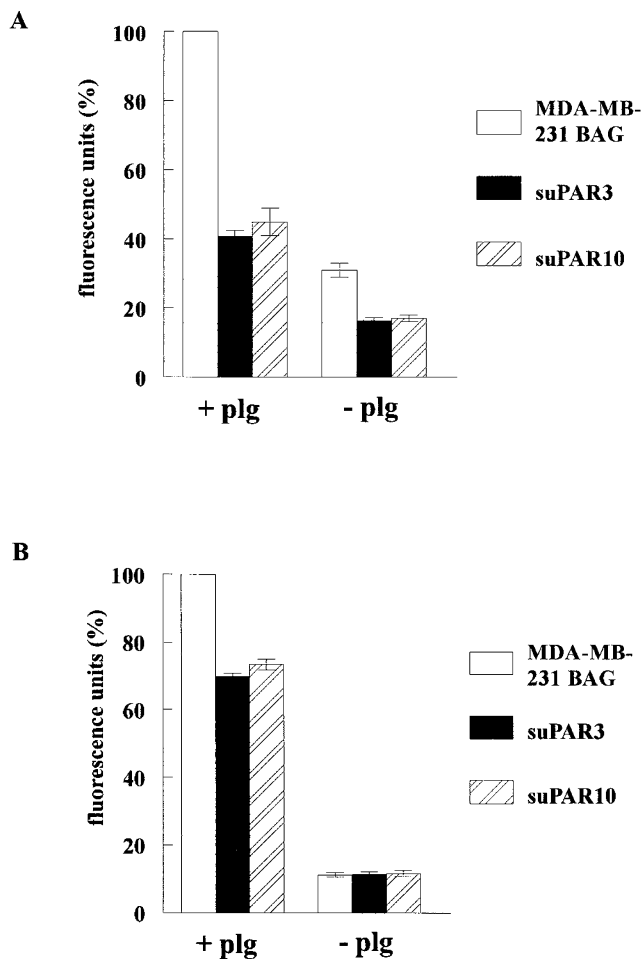 A
fluorescence units (%)
100
80
60
40
20
0
+ plg
- plg
MDA-MB-
231 BAG
suPAR3
suPAR10
B
fluorescence units (%)
100
80
60
40
20
0
+ plg
- plg
MDA-MB-
231 BAG
suPAR3
suPAR10